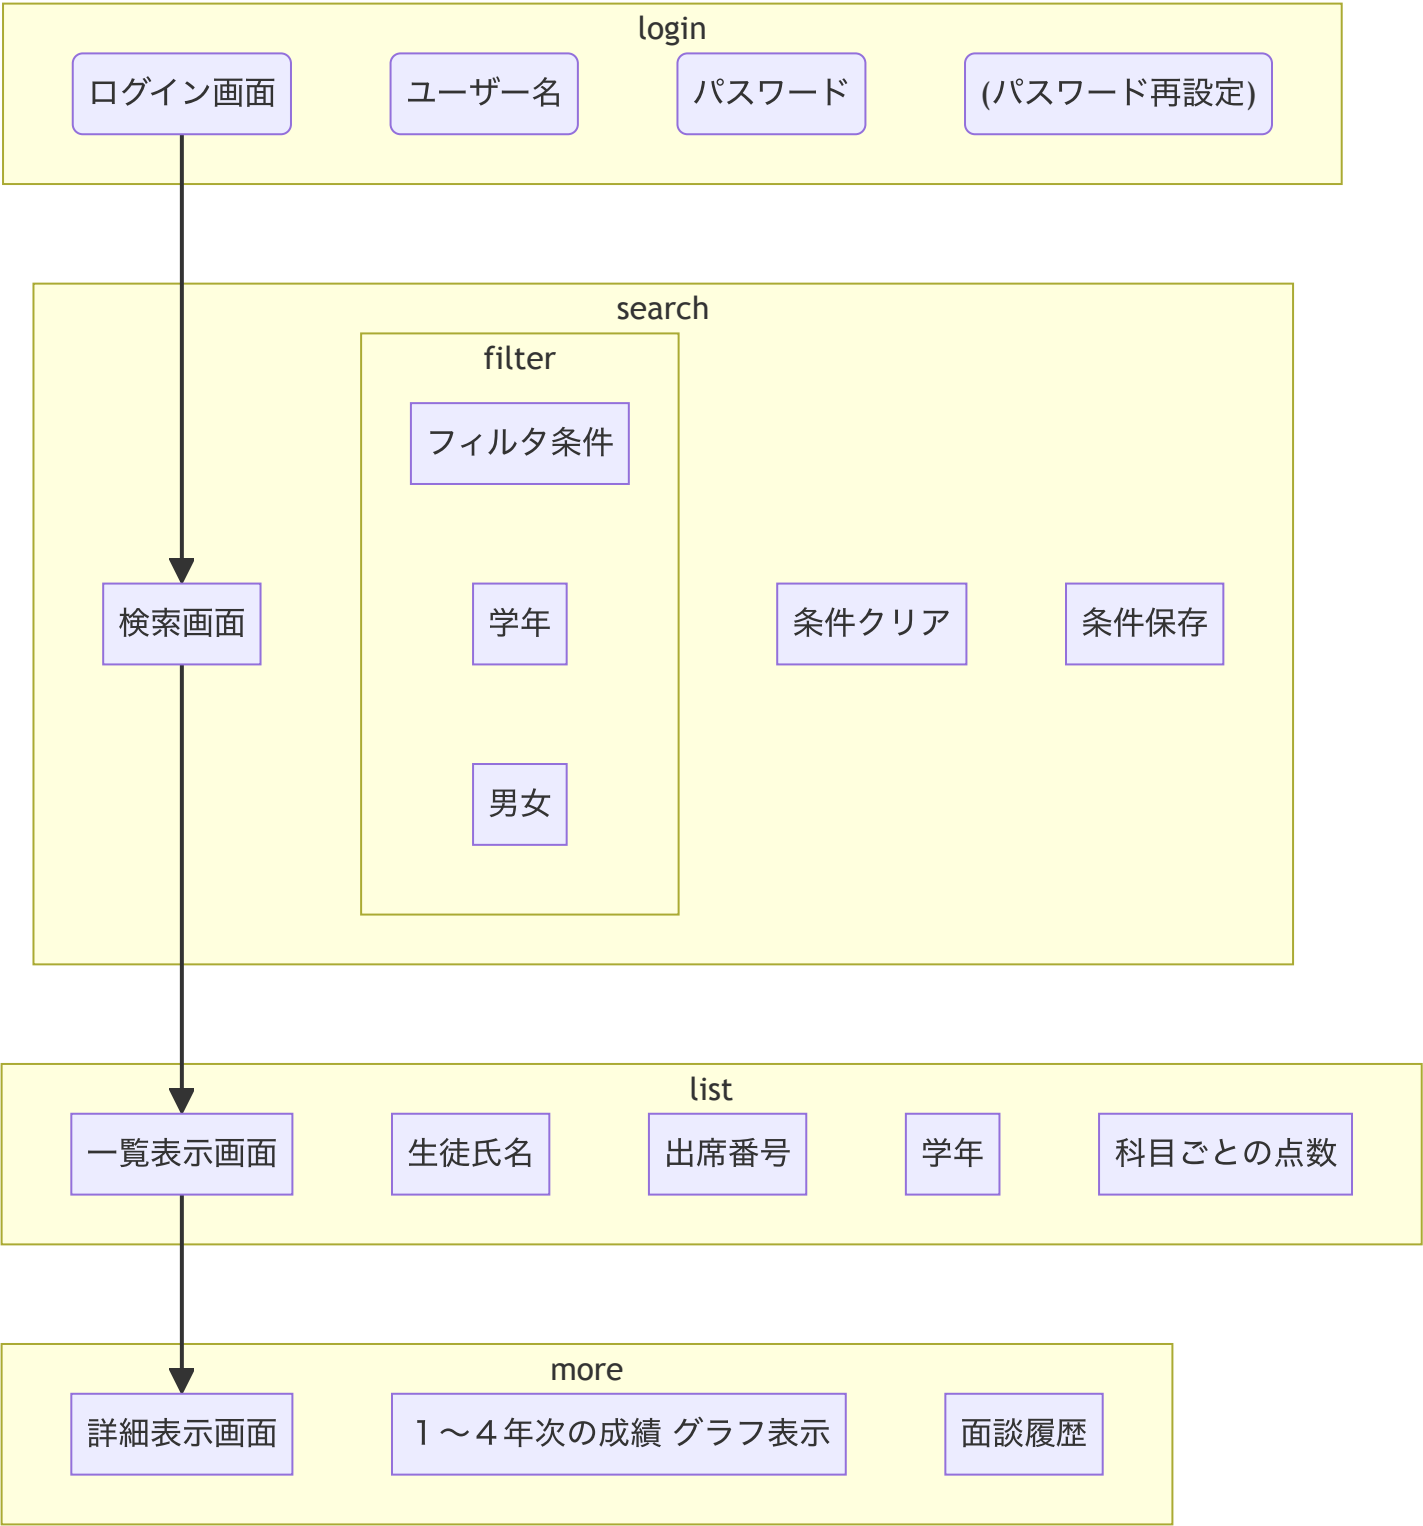 login
ログイン画面
ユーザー名
パスワード
(パスワード再設定)
search
filter
フィルタ条件
検索画面
学年
条件クリア
条件保存
男女
list
一覧表示画面
生徒氏名
出席番号
学年
科目ごとの点数
more
詳細表示画面
１〜４年次の成績 グラフ表示
面談履歴